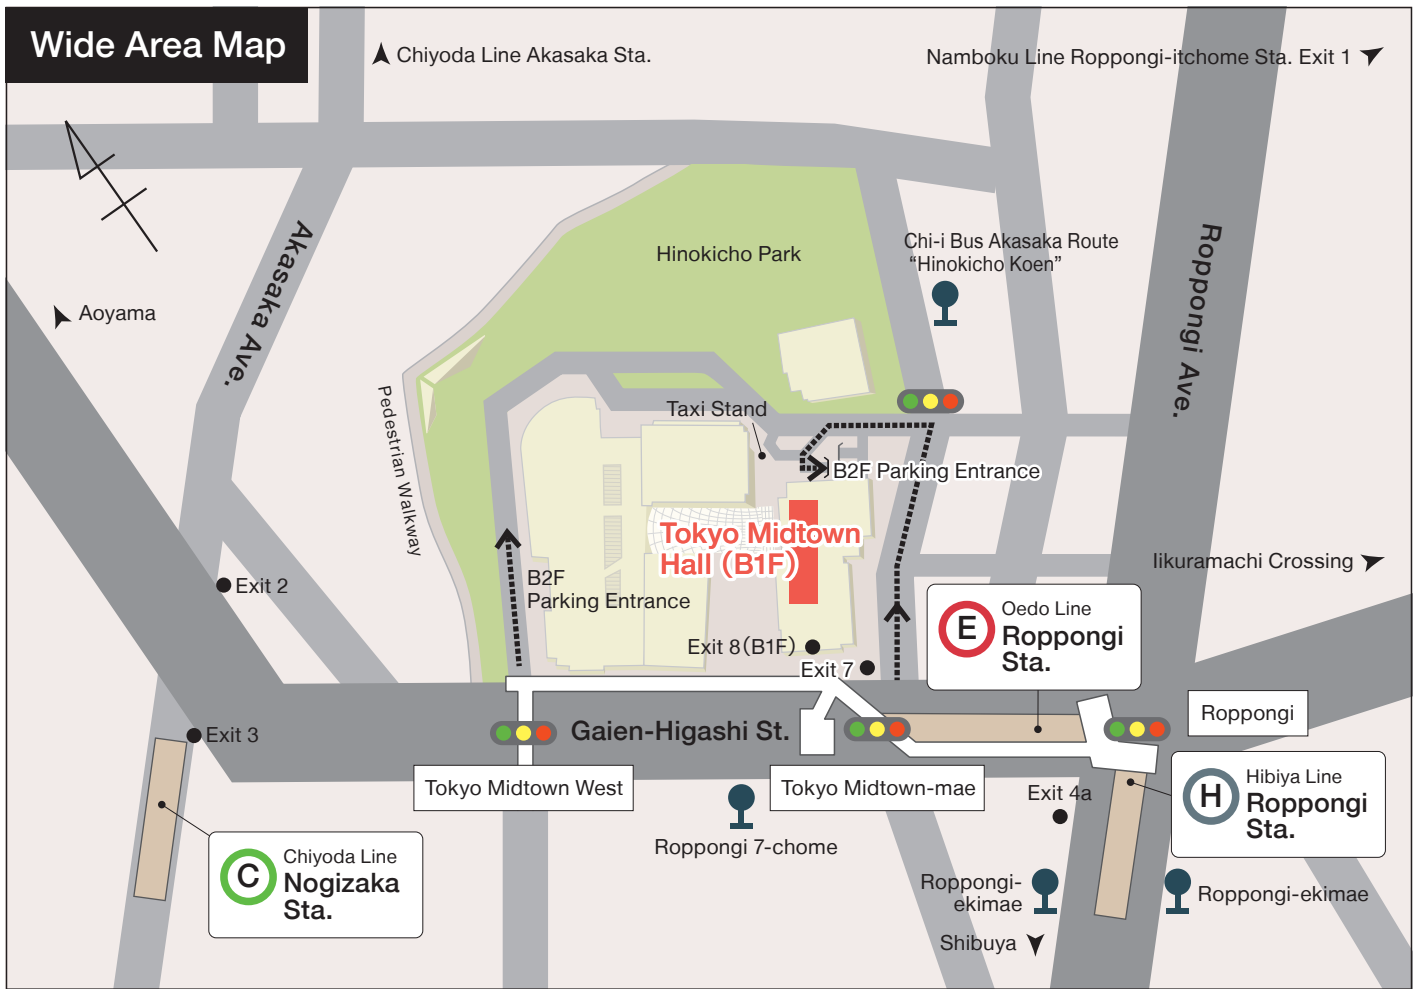 Wide Area Map
Chiyoda Line Akasaka Sta.
Namboku Line Roppongi-itchome Sta. Exit 1
Akasaka Ave.
Roppongi Ave.
Hinokicho Park
Chi-i Bus Akasaka Route
“Hinokicho Koen”
Aoyama
Pedestrian Walkway
Taxi Stand
B2F Parking Entrance
Tokyo Midtown
Hall (B1F)
Iikuramachi Crossing
B2F
Parking Entrance
Exit 2
E
Oedo Line
Roppongi
Sta.
Exit 8(B1F)
Exit 7
Roppongi
Gaien-Higashi St.
Exit 3
Tokyo Midtown West
Tokyo Midtown-mae
Exit 4a
H
Hibiya Line
Roppongi
Sta.
Roppongi 7-chome
C
Chiyoda Line
Nogizaka
Sta.
Roppongi-
ekimae
Roppongi-ekimae
Shibuya